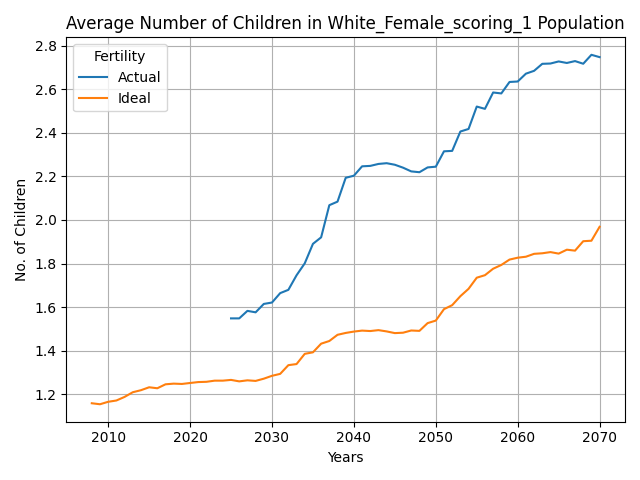 Average Number of Children in White_Female_scoring_1 Population
Fertility
Actual
Ideal
No. of Children
2.8
2.6
2.4
2.2
2.0
1.8
1.6
1.4
1.2
2010 2020 2030 2040 2050 2060 2070
Years